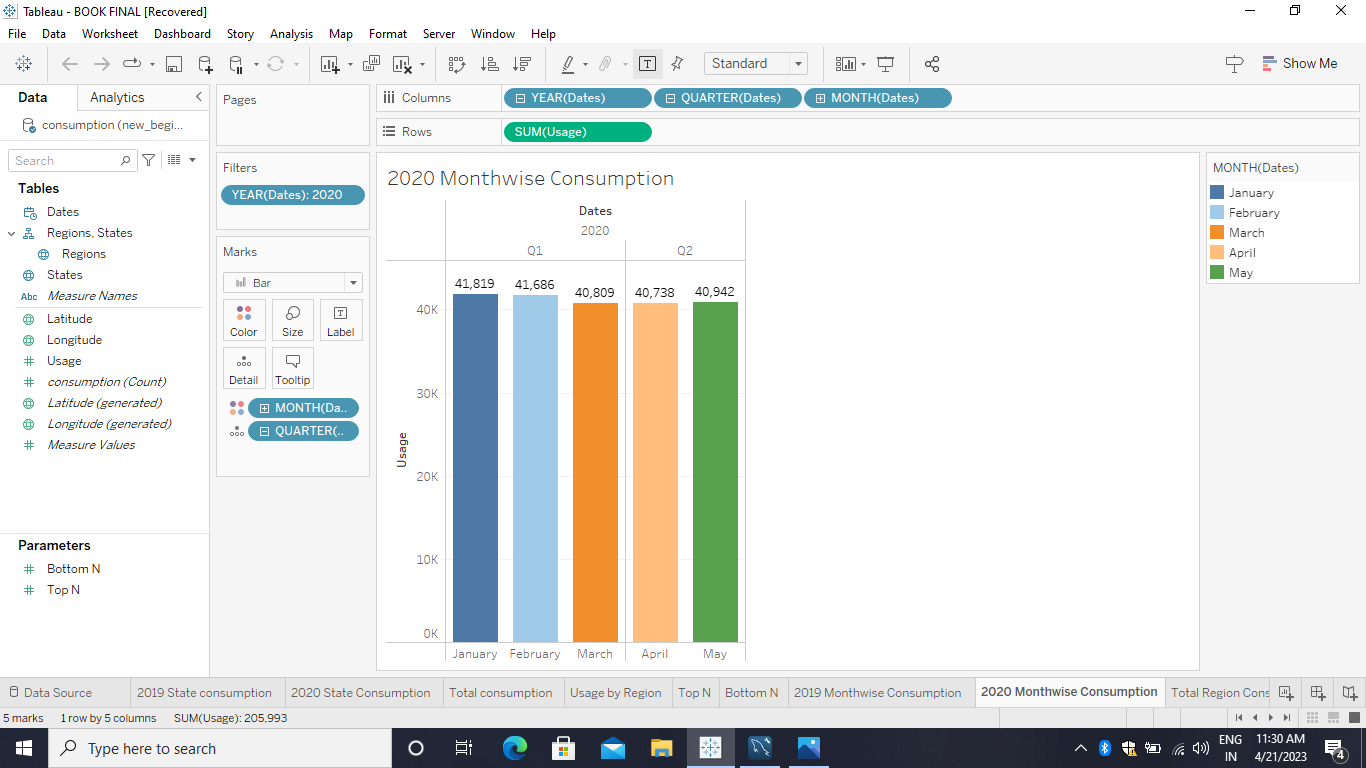 Tableau - BOOK FINAL [Recovered]
File Data Worksheet Dashboard Story Analysis Map Format Server Window Help
Standard
Show Me
Data Analytics
consumption (new_begi...
Search
Tables
Dates
Regions, States
Regions
States
Abc Measure Names
Latitude
Longitude
Usage
consumption (Count)
Latitude (generated)
Longitude (generated)
Measure Values
Parameters
Bottom N
Top N
Pages
Filters
YEAR(Dates): 2020
Marks
Bar
Color Size Label
Detail Tooltip
MONTH(Da..
QUARTER(..
Columns YEAR(Dates) QUARTER(Dates) MONTH(Dates)
Rows SUM(Usage)
2020 Monthwise Consumption
Dates
2020
Q1 Q2
41,819 41,686 40,809 40,738 40,942
40K
30K
20K
10K
0K
Usage
January February March April May
MONTH(Dates)
January
February
March
April
May
Data Source 2019 State consumption 2020 State Consumption Total consumption Usage by Region Top N Bottom N 2019 Monthwise Consumption 2020 Monthwise Consumption Total Region Cons
5 marks 1 row by 5 columns SUM(Usage): 205,993
Type here to search
ENG
IN
11:30 AM
4/21/2023
4